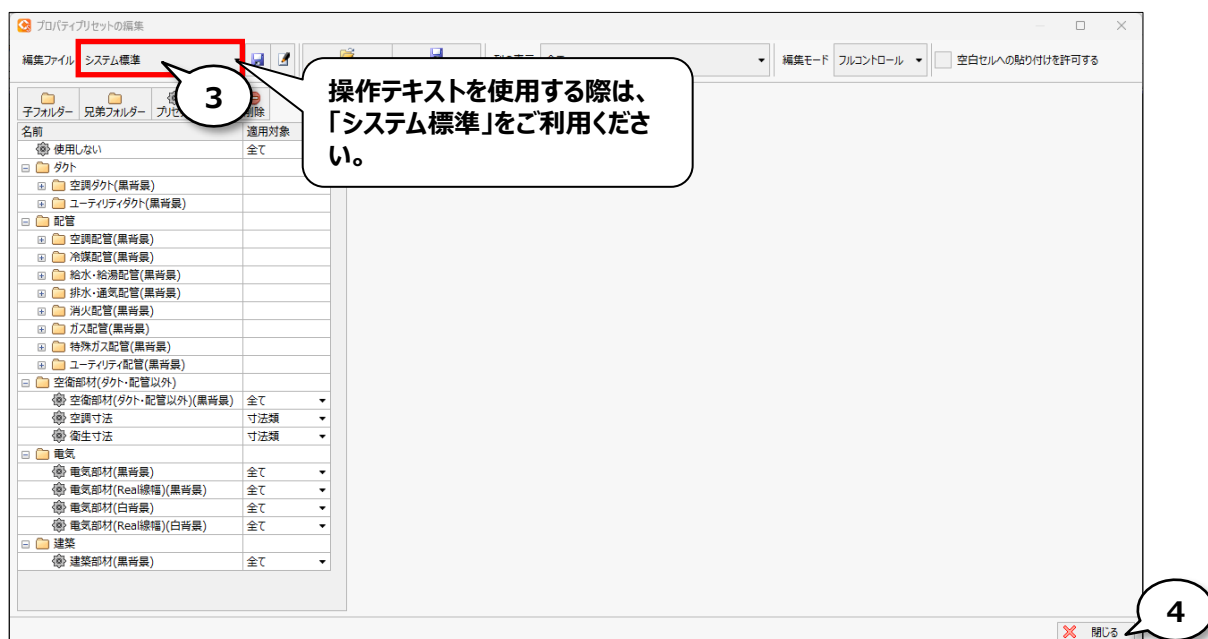 プロパティプリセットの編集
編集ファイル システム標準
編集モード フルコントロール 空白セルへの貼り付けを許可する
3
操作テキストを使用する際は、
「システム標準」をご利用くださ
い。
子フォルダー 兄弟フォルダー
名前 適用対象
使用しない 全て
ダクト
空調ダクト(黒背景)
ユーティリティダクト(黒背景)
配管
空調配管(黒背景)
冷媒配管(黒背景)
給水・給湯配管(黒背景)
排水・通気配管(黒背景)
消火配管(黒背景)
ガス配管(黒背景)
特殊ガス配管(黒背景)
ユーティリティ配管(黒背景)
空衛部材(ダクト・配管以外)
空衛部材(ダクト・配管以外)(黒背景) 全て
空調寸法 寸法類
衛生寸法 寸法類
電気
電気部材(黒背景) 全て
電気部材(Real線幅)(黒背景) 全て
電気部材(白背景) 全て
電気部材(Real線幅)(白背景) 全て
建築
建築部材(黒背景) 全て
4
閉じる